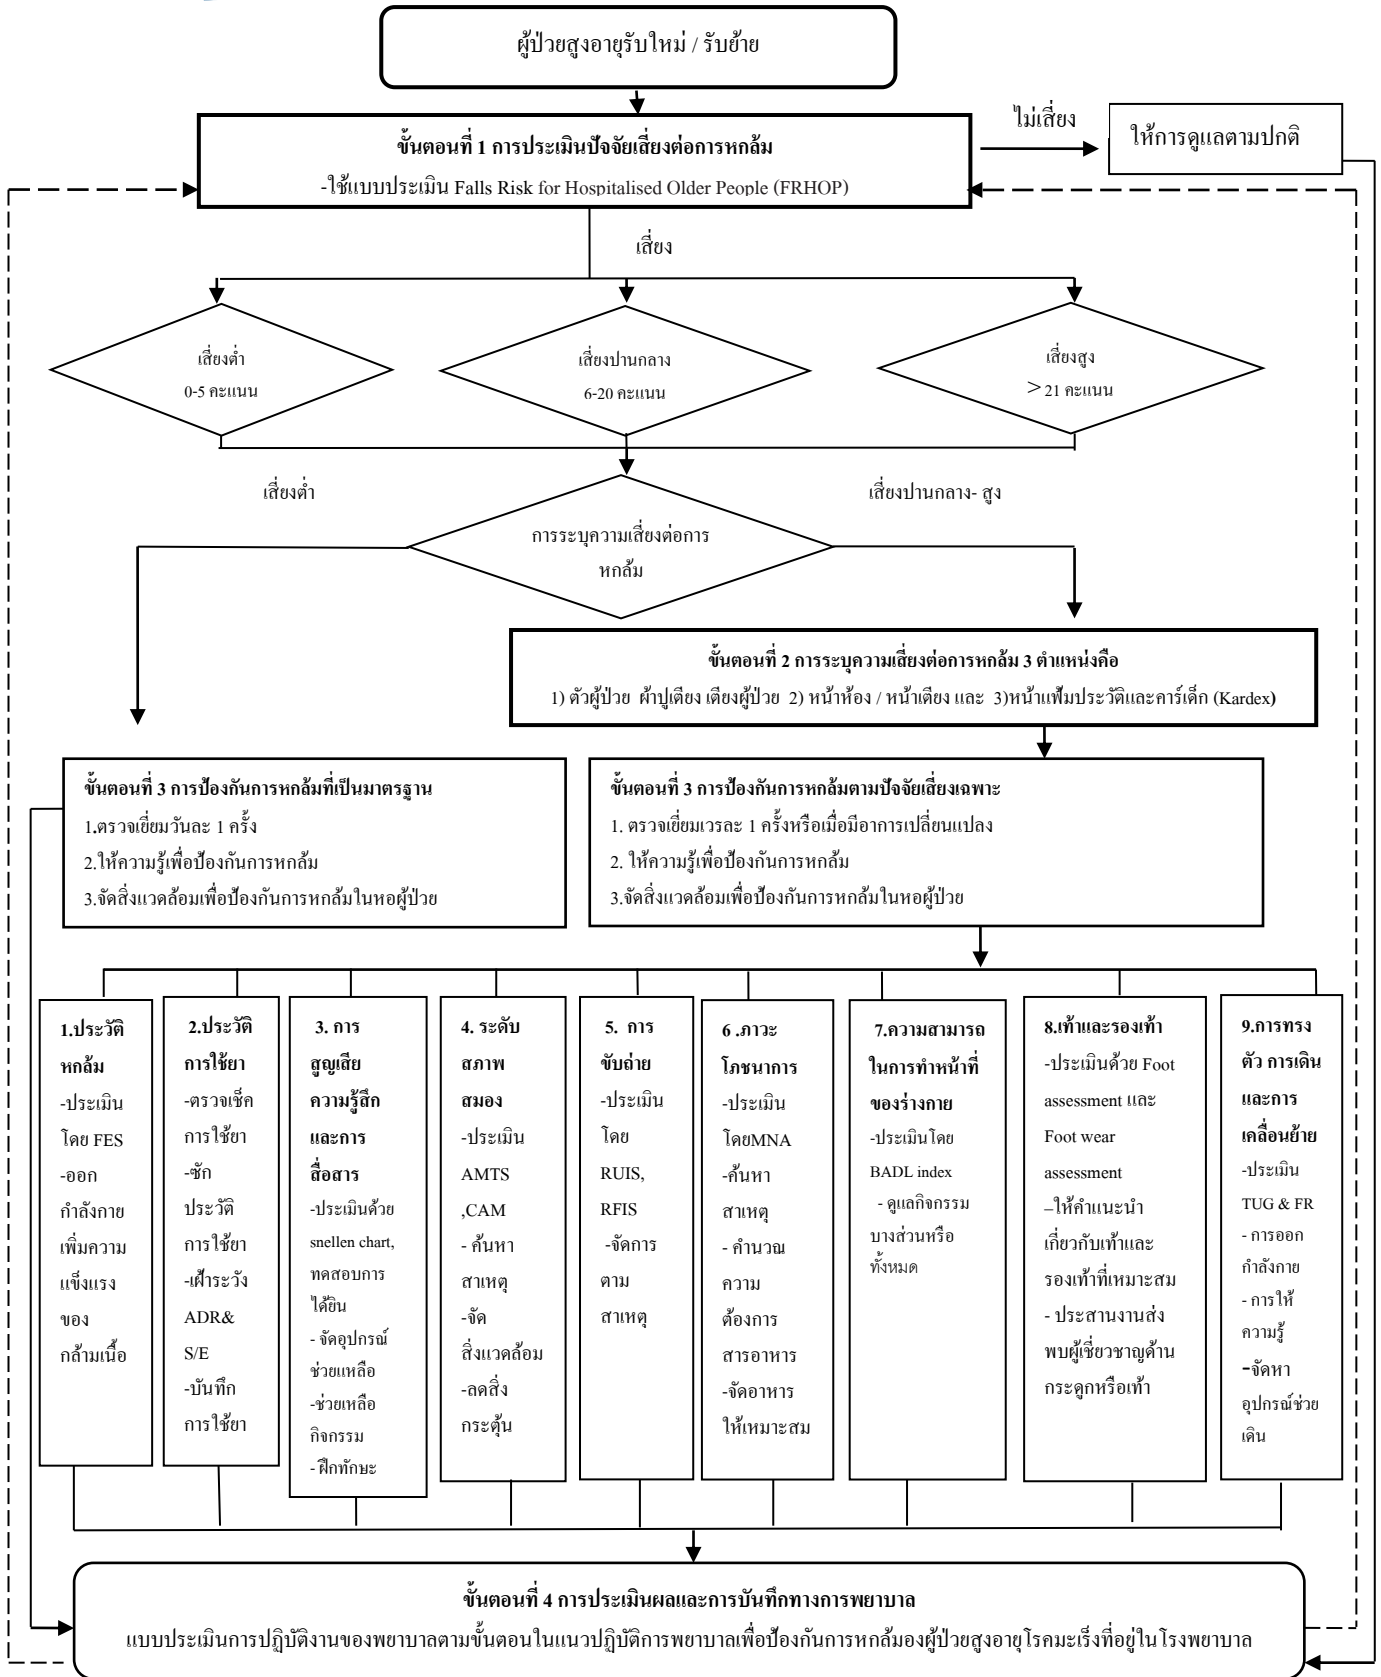 ผู้ป่วยสูงอายุรับใหม่ / รับย้าย
ขั้นตอนที่ 1 การประเมินปัจจัยเสี่ยงต่อการหกล้ม
-ใช้แบบประเมิน Falls Risk for Hospitalised Older People (FRHOP)
ไม่เสี่ยง
ให้การดูแลตามปกติ
เสี่ยง
เสี่ยงต่ำ
0-5 คะแนน
เสี่ยงปานกลาง
6-20 คะแนน
เสี่ยงสูง
> 21 คะแนน
เสี่ยงต่ำ
เสี่ยงปานกลาง- สูง
การระบุความเสี่ยงต่อการ
หกล้ม
ขั้นตอนที่ 2 การระบุความเสี่ยงต่อการหกล้ม 3 ตำแหน่งคือ
1) ตัวผู้ป่วย ผ้าปูเตียง เตียงผู้ป่วย 2) หน้าห้อง / หน้าเตียง และ 3)หน้าแฟ้มประวัติและคาร์เด็ก (Kardex)
ขั้นตอนที่ 3 การป้องกันการหกล้มที่เป็นมาตรฐาน
1.ตรวจเยี่ยมวันละ 1 ครั้ง
2.ให้ความรู้เพื่อป้องกันการหกล้ม
3.จัดสิ่งแวดล้อมเพื่อป้องกันการหกล้มในหอผู้ป่วย
ขั้นตอนที่ 3 การป้องกันการหกล้มตามปัจจัยเสี่ยงเฉพาะ
1. ตรวจเยี่ยมเวรละ 1 ครั้งหรือเมื่อมีอาการเปลี่ยนแปลง
2. ให้ความรู้เพื่อป้องกันการหกล้ม
3.จัดสิ่งแวดล้อมเพื่อป้องกันการหกล้มในหอผู้ป่วย
1.ประวัติ
หกล้ม
-ประเมิน
โดย FES
-ออก
กำลังกาย
เพิ่มความ
แข็งแรง
ของ
กล้ามเนื้อ
2.ประวัติ
การใช้ยา
-ตรวจเช็ค
การใช้ยา
-ซัก
ประวัติ
การใช้ยา
-เฝ้าระวัง
ADR&
S/E
-บันทึก
การใช้ยา
3. การ
สูญเสีย
ความรู้สึก
และการ
สื่อสาร
-ประเมินด้วย
snellen chart,
ทดสอบการ
ได้ยิน
- จัดอุปกรณ์
ช่วยเหลือ
-ช่วยเหลือ
กิจกรรม
- ฝึกทักษะ
4. ระดับ
สภาพ
สมอง
-ประเมิน
AMTS
,CAM
- ค้นหา
สาเหตุ
-จัด
สิ่งแวดล้อม
-ลดสิ่ง
กระตุ้น
5. การ
ขับถ่าย
-ประเมิน
โดย
RUIS,
RFIS
-จัดการ
ตาม
สาเหตุ
6 .ภาวะ
โภชนาการ
-ประเมิน
โดยMNA
-ค้นหา
สาเหตุ
- คำนวณ
ความ
ต้องการ
สารอาหาร
-จัดอาหาร
ให้เหมาะสม
7.ความสามารถ
ในการทำหน้าที่
ของร่างกาย
-ประเมินโดย
BADL index
- ดูแลกิจกรรม
บางส่วนหรือ
ทั้งหมด
8.เท้าและรองเท้า
-ประเมินด้วย Foot
assessment และ
Foot wear
assessment
–ให้คำแนะนำ
เกี่ยวกับเท้าและ
รองเท้าที่เหมาะสม
- ประสานงานส่ง
พบผู้เชี่ยวชาญด้าน
กระดูกหรือเท้า
9.การทรง
ตัว การเดิน
และการ
เคลื่อนย้าย
-ประเมิน
TUG & FR
- การออก
กำลังกาย
- การให้
ความรู้
-จัดหา
อุปกรณ์ช่วย
เดิน
ขั้นตอนที่ 4 การประเมินผลและการบันทึกทางการพยาบาล
แบบประเมินการปฏิบัติงานของพยาบาลตามขั้นตอนในแนวปฏิบัติการพยาบาลเพื่อป้องกันการหกล้มองผู้ป่วยสูงอายุโรคมะเร็งที่อยู่ในโรงพยาบาล